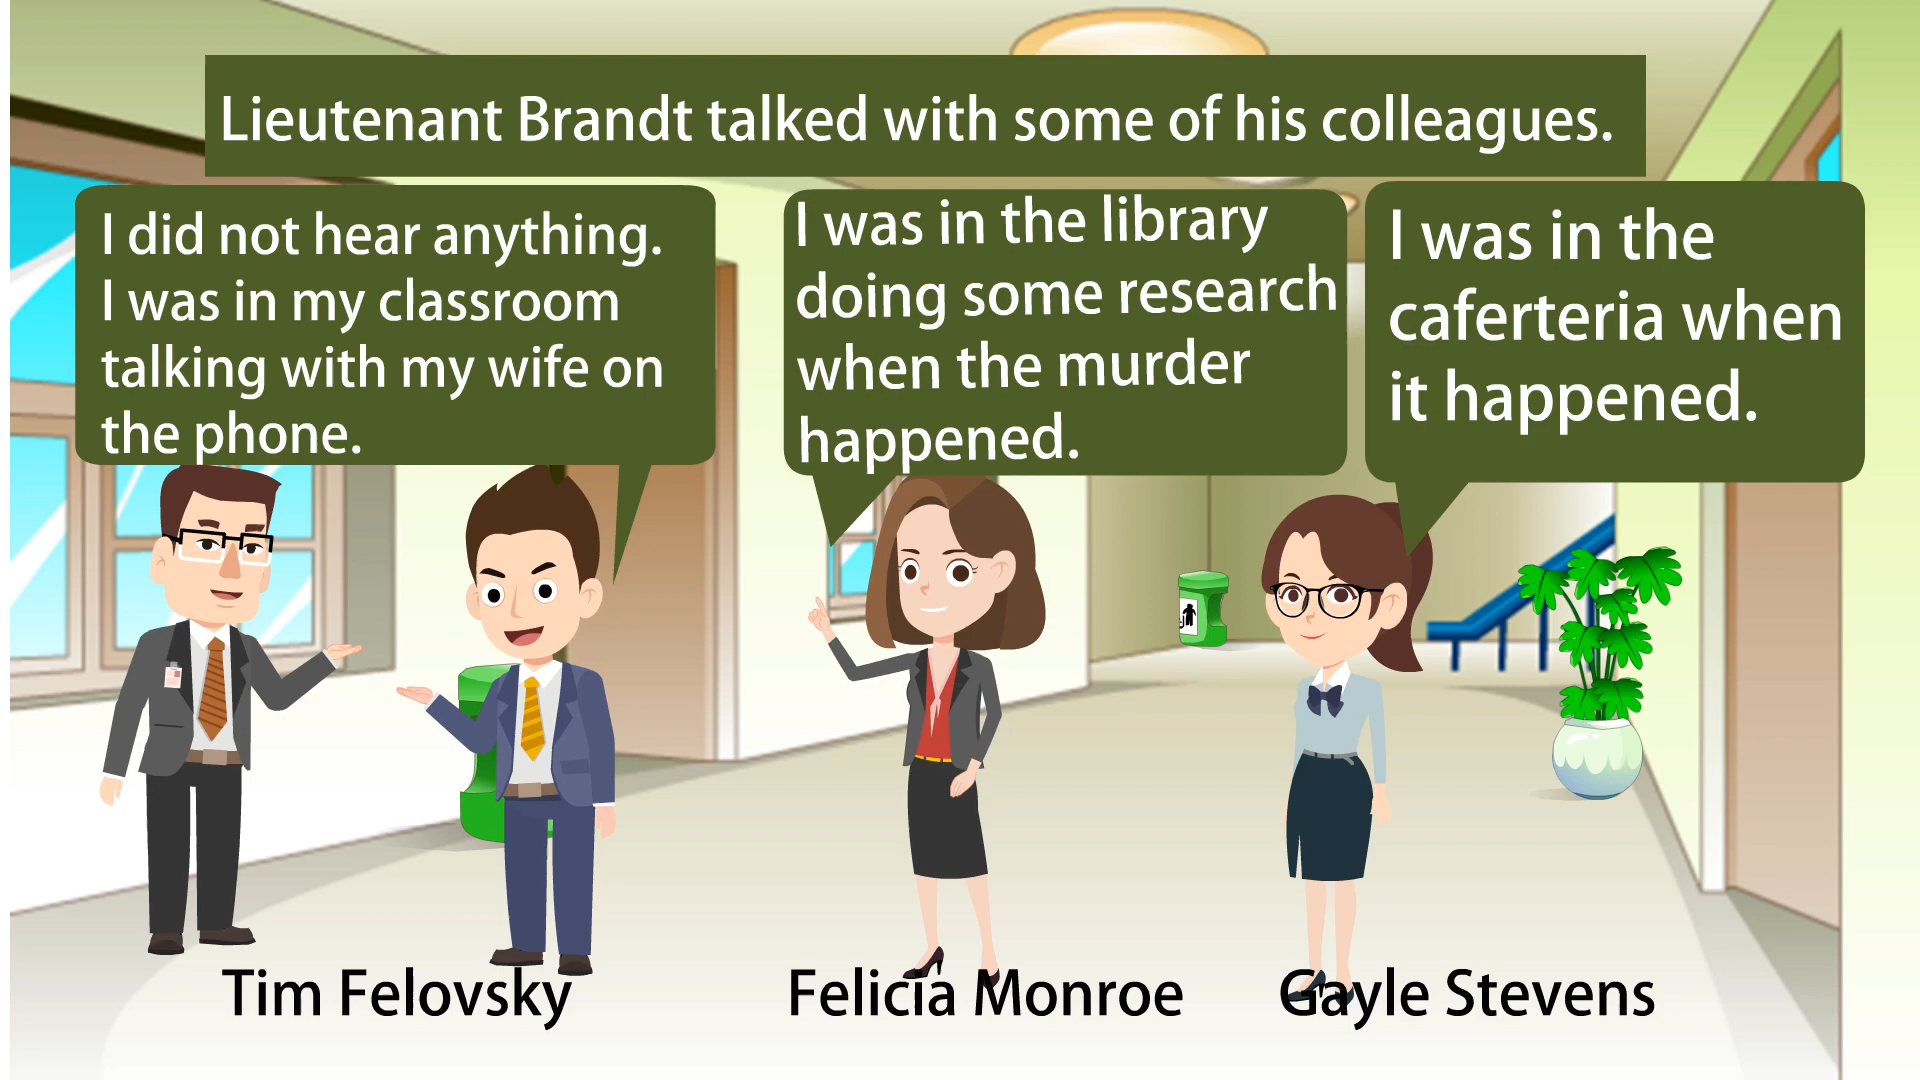 Lieutenant Brandt talked with some of his colleagues.
I did not hear anything.
I was in my classroom
talking with my wife on
the phone.
I was in the library
doing some research
when the murder
happened.
I was in the
caferteria when
it happened.
Tim Felovsky
Felicia Monroe
Gayle Stevens